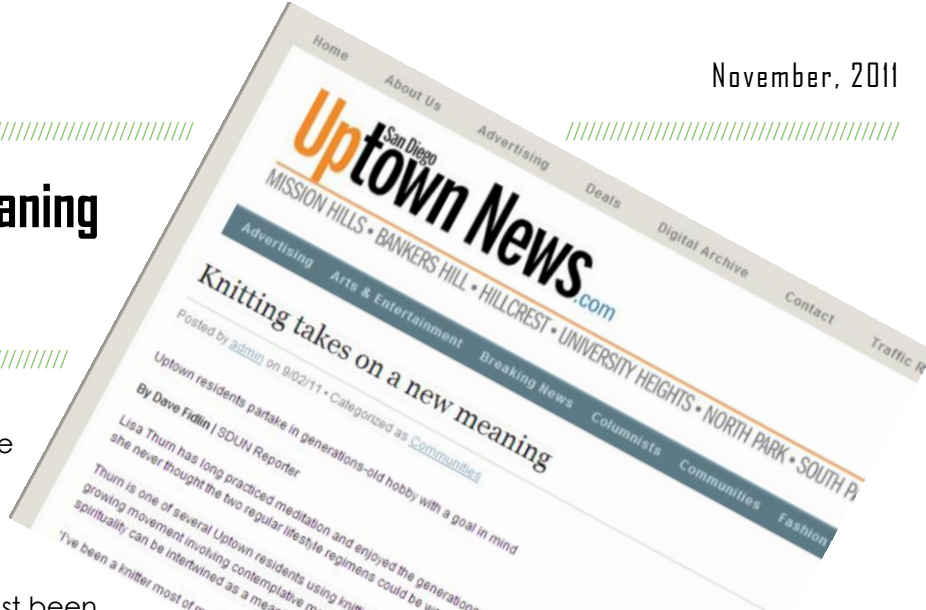 November, 2011
aning
e
st been
Home About Us Advertising Deals Digital Archive Contact Traffic R
San Diego
Uptown News.com
MISSION HILLS • BANKERS HILL • HILLCREST • UNIVERSITY HEIGHTS • NORTH PARK • SOUTH P
Advertising Arts & Entertainment Breaking News Columnists Communities Fashion
Knitting takes on a new meaning
Posted by admin on 9/02/11 • Categorized as Communities
Uptown residents partake in generations-old hobby with a goal in mind
By Dave Fidlin | SDUN Reporter
Lisa Thurn has long practiced meditation and enjoyed the generations
she never thought the two regular lifestyle regimens could be w
Thurn is one of several Uptown residents using knitti
growing movement involving contemplative m
spirituality can be intertwined as a mea
"I've been a knitter most of m